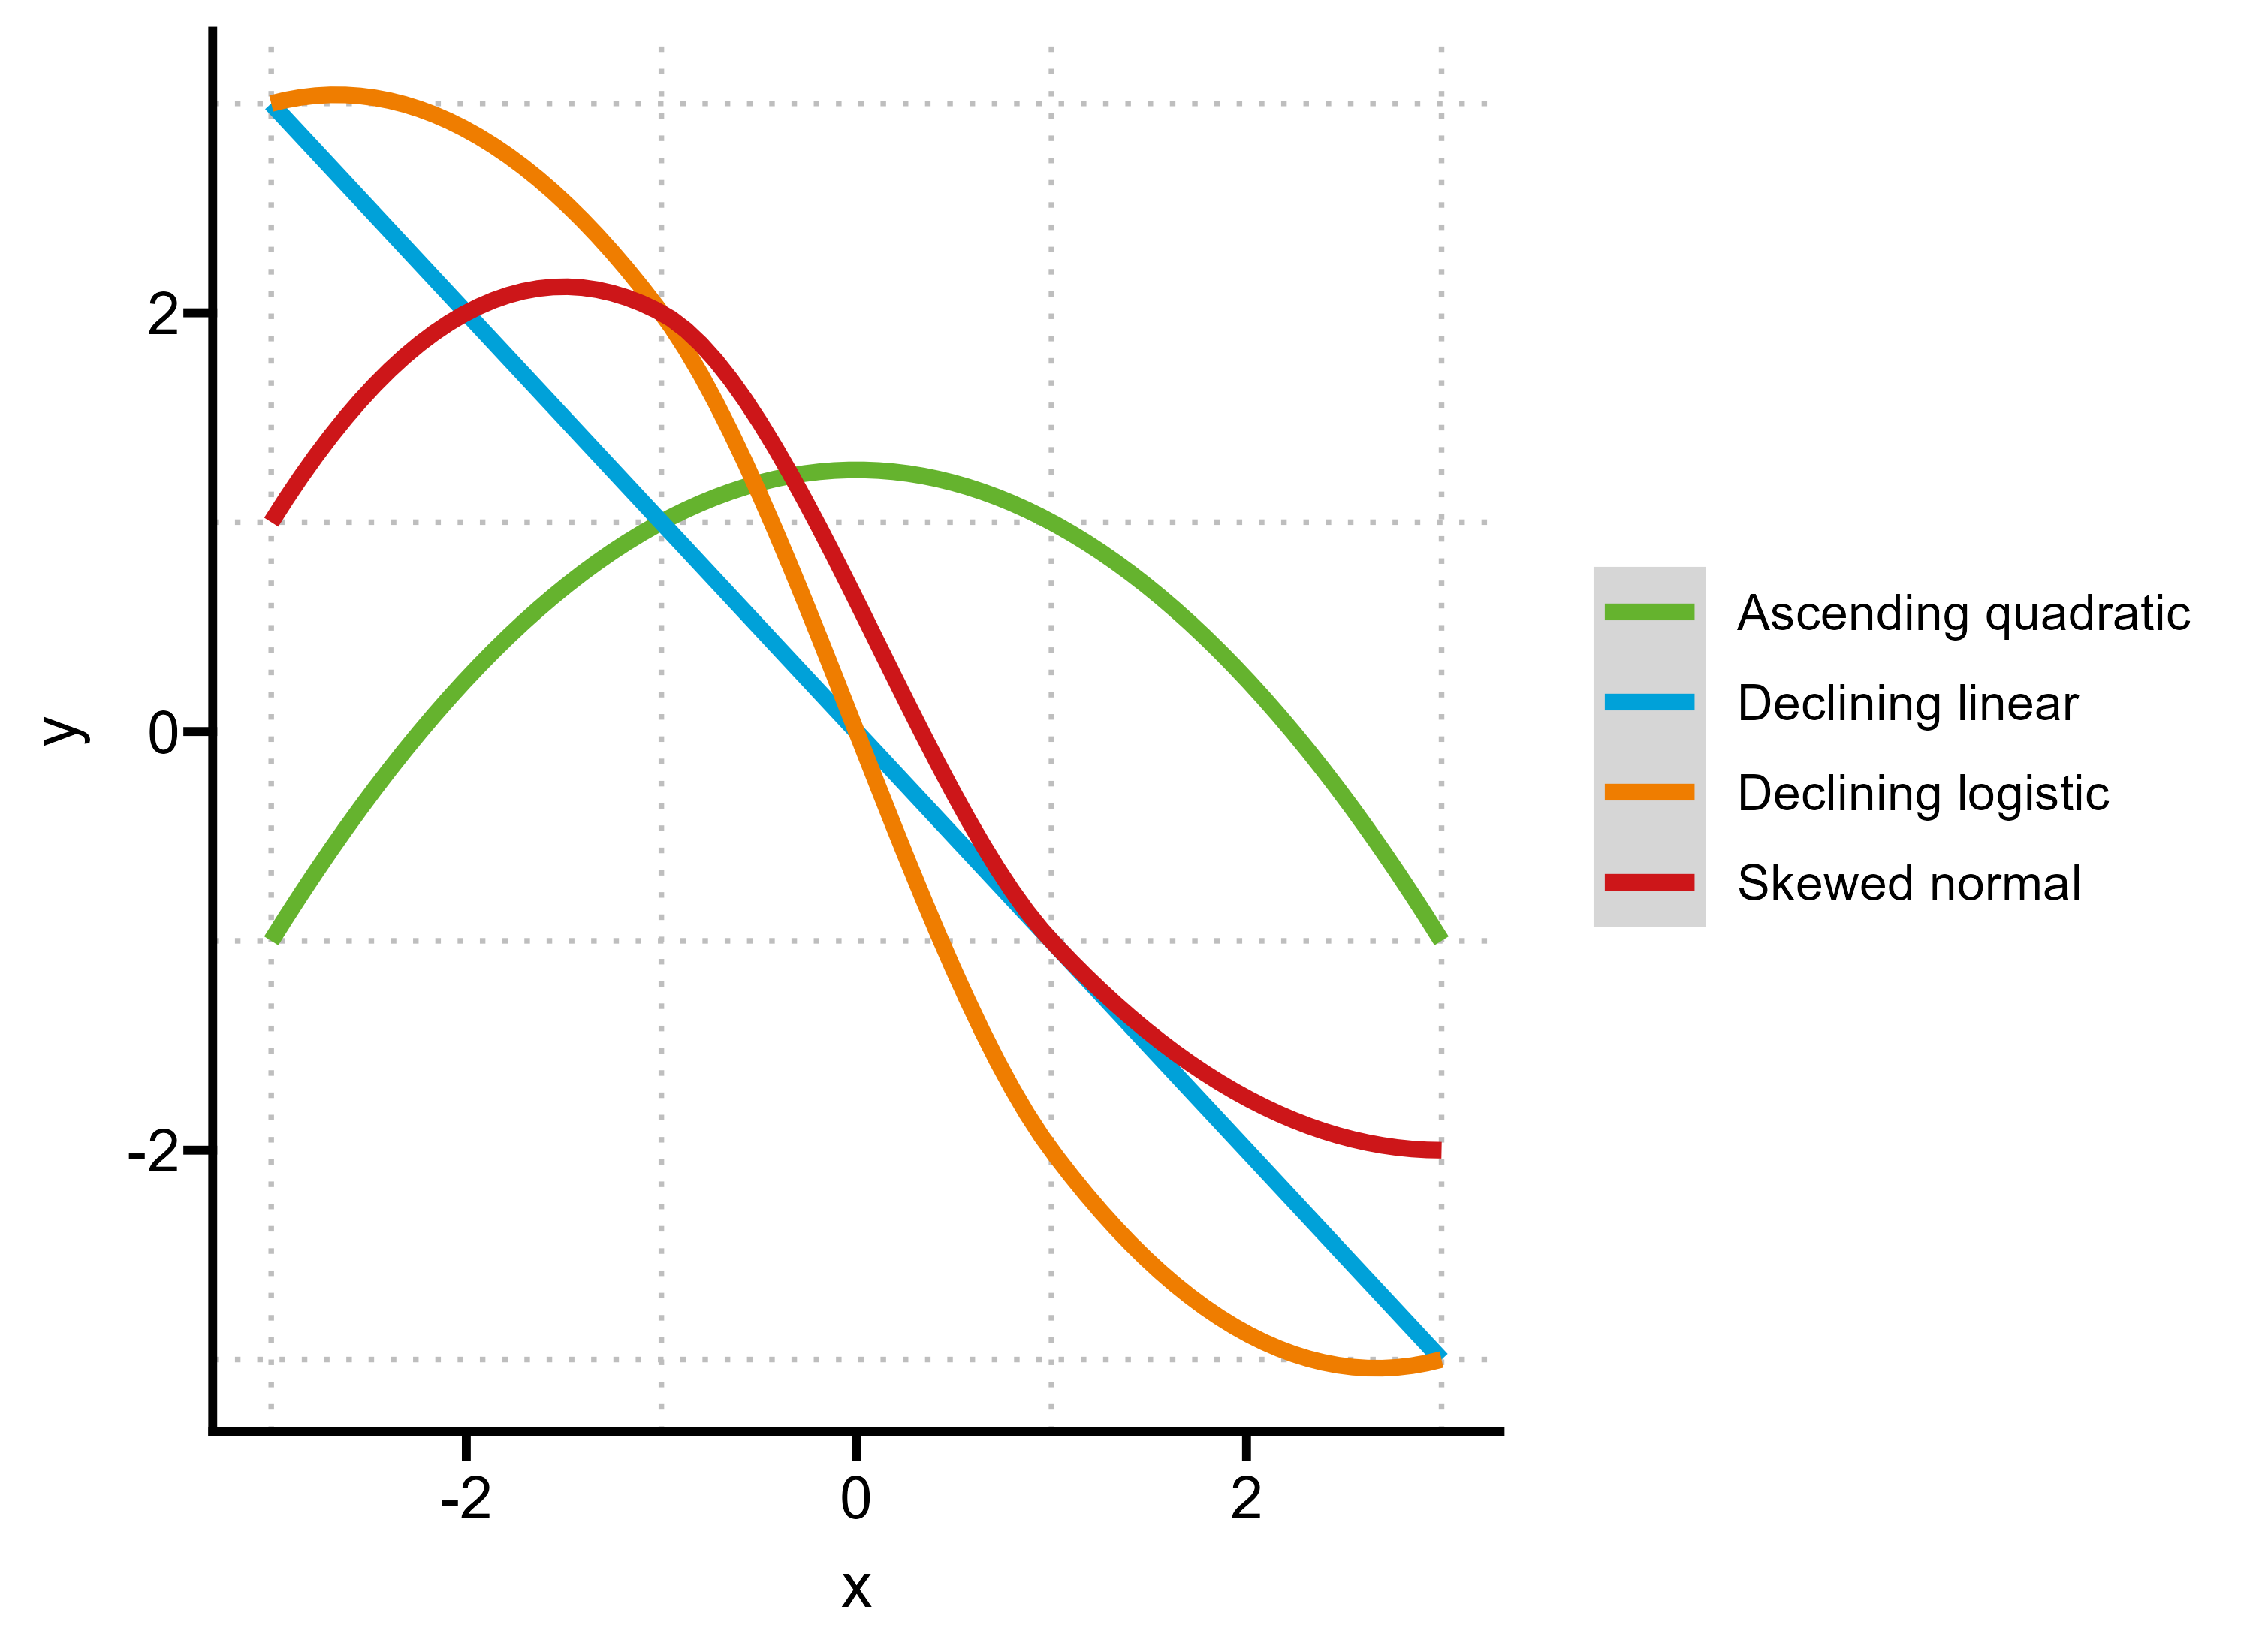 2
0
-2
y
-2
0
2
x
Ascending quadratic
Declining linear
Declining logistic
Skewed normal